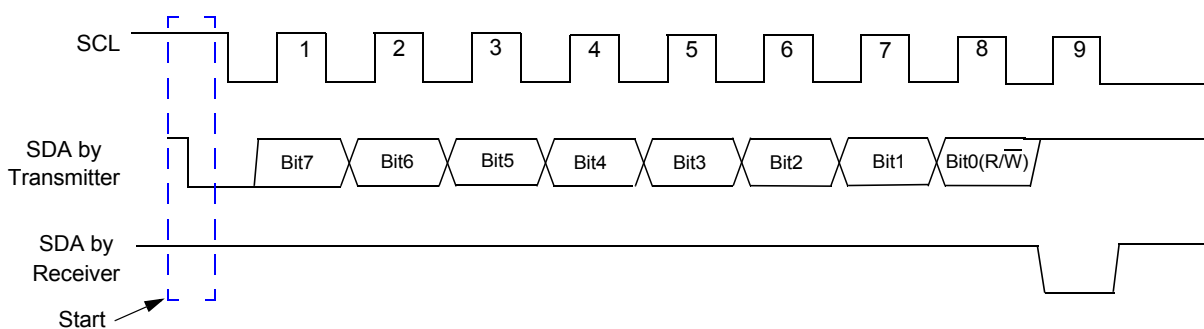 SCL
1 2 3 4 5 6 7 8 9
SDA by
Transmitter
Bit7 Bit6 Bit5 Bit4 Bit3 Bit2 Bit1 Bit0(R/W̅)
SDA by
Receiver
Start